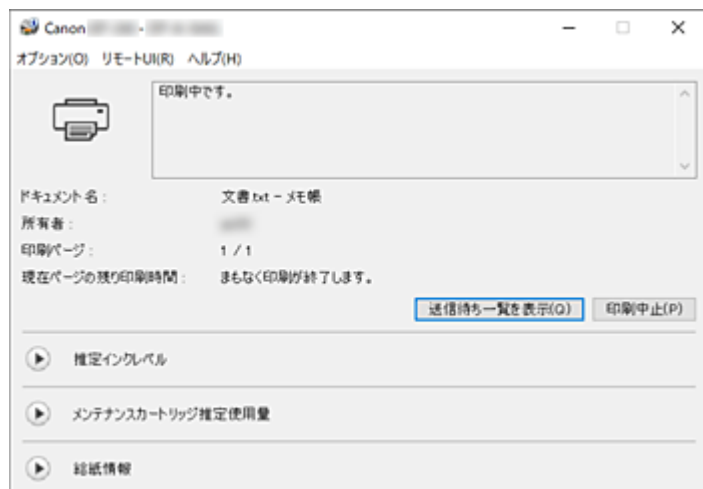 Canon -
オプション(O) リモートUI(R) ヘルプ(H)
印刷中です。
ドキュメント名 : 文書.txt - メモ帳
所有者 :
印刷ページ : 1 / 1
現在ページの残り印刷時間 : まもなく印刷が終了します。
送信待ち一覧を表示(Q) 印刷中止(P)
推定インクレベル
メンテナンスカートリッジ推定使用量
給紙情報